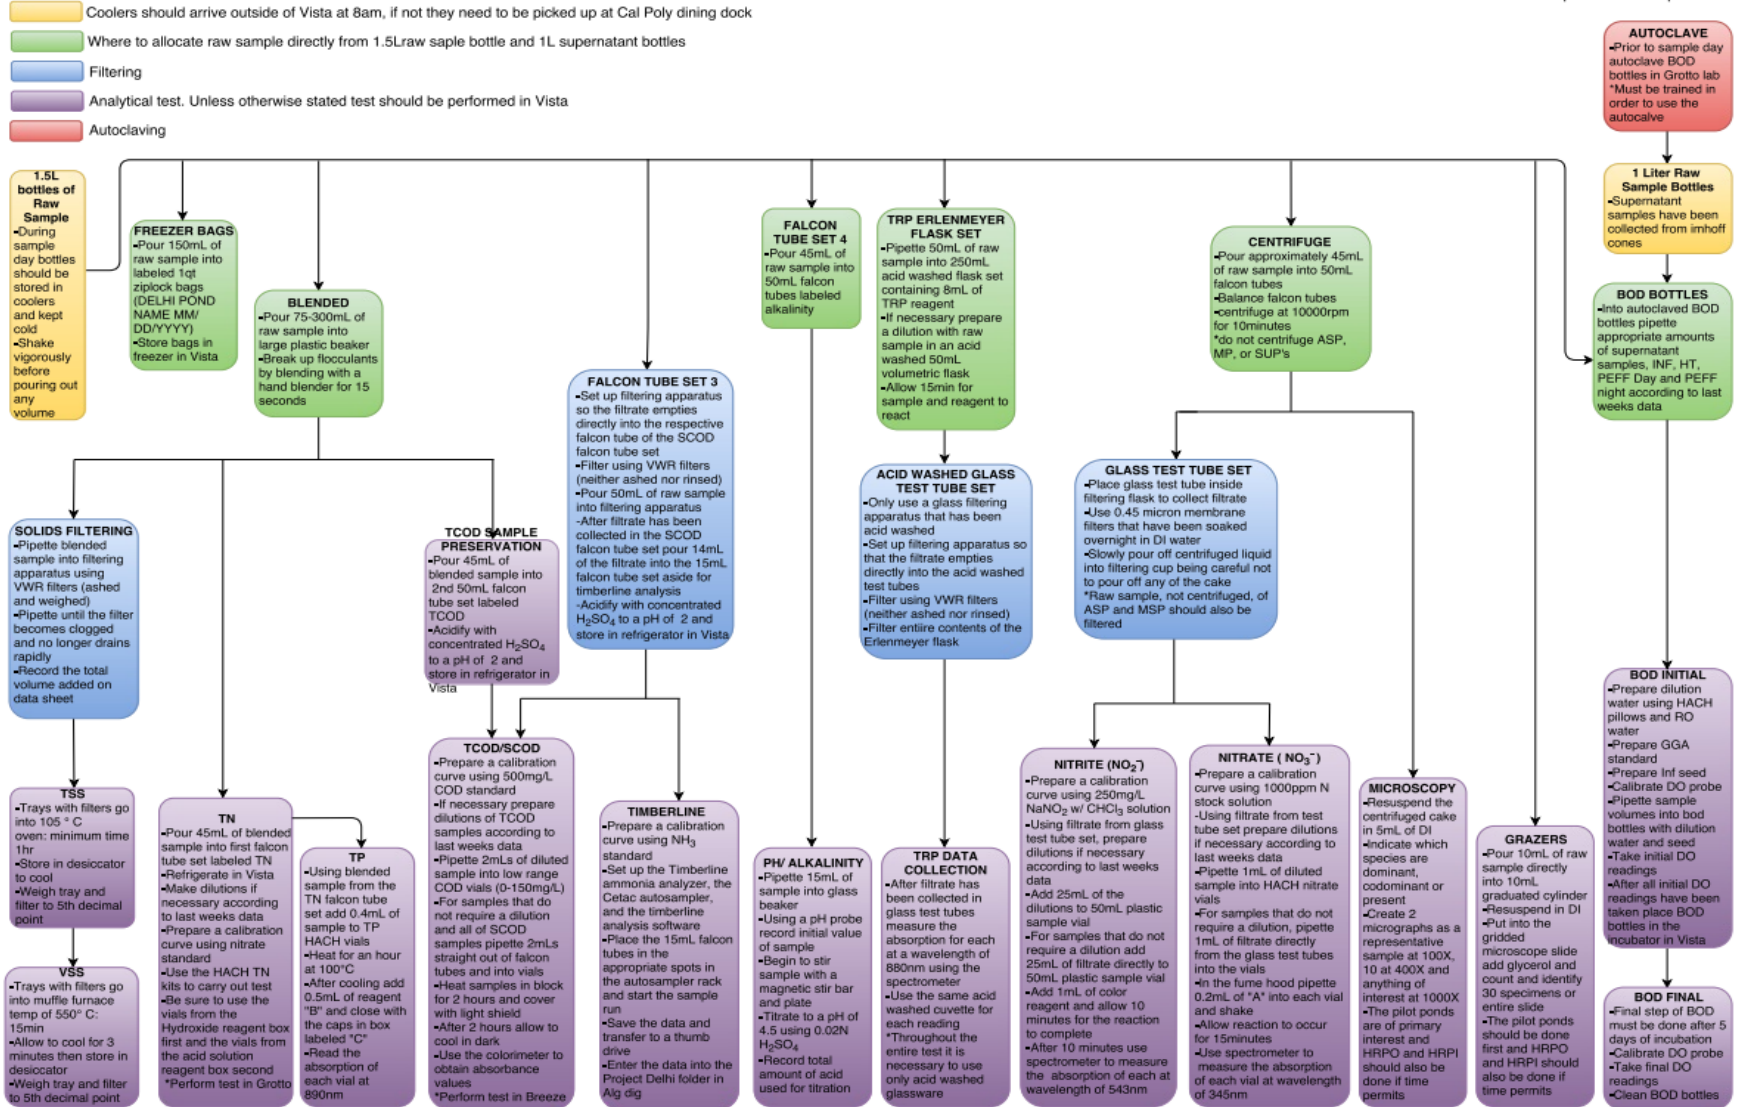 Coolers should arrive outside of Vista at 8am, if not they need to be picked up at Cal Poly dining dock
Where to allocate raw sample directly from 1.5Lraw saple bottle and 1L supernatant bottles
Filtering
Analytical test. Unless otherwise stated test should be performed in Vista
Autoclaving
AUTOCLAVE
-Prior to sample day
autoclave BOD
bottles in Grotto lab
*Must be trained in
order to use the
autocalve
1.5L
bottles of
Raw
Sample
-During
sample
day bottles
should be
stored in
coolers
and kept
cold
-Shake
vigorously
before
pouring out
any
volume
FREEZER BAGS
-Pour 150mL of
raw sample into
labeled 1qt
ziplock bags
(DELHI POND
NAME MM/
DD/YYYY)
-Store bags in
freezer in Vista
BLENDED
-Pour 75-300mL of
raw sample into
large plastic beaker
-Break up flocculants
by blending with a
hand blender for 15
seconds
FALCON TUBE SET 3
-Set up filtering apparatus
so the filtrate empties
directly into the respective
falcon tube of the SCOD
falcon tube set
-Filter using VWR filters
(neither ashed nor rinsed)
-Pour 50mL of raw sample
into filtering apparatus
-After filtrate has been
collected in the SCOD
falcon tube set pour 14mL
of the filtrate into the 15mL
falcon tube set aside for
timberline analysis
-Acidify with concentrated
H₂SO₄ to a pH of 2 and
store in refrigerator in Vista
FALCON
TUBE SET 4
-Pour 45mL of
raw sample into
50mL falcon
tubes labeled
alkalinity
TRP ERLENMEYER
FLASK SET
-Pipette 50mL of raw
sample into 250mL
acid washed flask set
containing 8mL of
TRP reagent
-If necessary prepare
a dilution with raw
sample in an acid
washed 50mL
volumetric flask
-Allow 15min for
sample and reagent to
react
CENTRIFUGE
-Pour approximately 45mL
of raw sample into 50mL
falcon tubes
-Balance falcon tubes
-centrifuge at 10000rpm
for 10minutes
*do not centrifuge ASP,
MP, or SUP's
1 Liter Raw
Sample Bottles
-Supernatant
samples have been
collected from imhoff
cones
BOD BOTTLES
-Into autoclaved BOD
bottles pipette
appropriate amounts
of supernatant
samples, INF, HT,
PEFF Day and PEFF
night according to last
weeks data
SOLIDS FILTERING
-Pipette blended
sample into filtering
apparatus using
VWR filters (ashed
and weighed)
-Pipette until the filter
becomes clogged
and no longer drains
rapidly
-Record the total
volume added on
data sheet
TCOD SAMPLE
PRESERVATION
-Pour 45mL of
blended sample into
2nd 50mL falcon
tube set labeled
TCOD
-Acidify with
concentrated H₂SO₄
to a pH of 2 and
store in refrigerator in
Vista
ACID WASHED GLASS
TEST TUBE SET
-Only use a glass filtering
apparatus that has been
acid washed
-Set up filtering apparatus so
that the filtrate empties
directly into the acid washed
test tubes
-Filter using VWR filters
(neither ashed nor rinsed)
-Filter entiire contents of the
Erlenmeyer flask
GLASS TEST TUBE SET
-Place glass test tube inside
filtering flask to collect filtrate
-Use 0.45 micron membrane
filters that have been soaked
overnight in DI water
-Slowly pour off centrifuged liquid
into filtering cup being careful not
to pour off any of the cake
*Raw sample, not centrifuged, of
ASP and MSP should also be
filtered
TSS
-Trays with filters go
into 105 ° C
oven: minimum time
1hr
-Store in desiccator
to cool
-Weigh tray and
filter to 5th decimal
point
VSS
-Trays with filters go
into muffle furnace
temp of 550° C:
15min
-Allow to cool for 3
minutes then store in
desiccator
-Weigh tray and filter
to 5th decimal point
TN
-Pour 45mL of blended
sample into first falcon
tube set labeled TN
-Refrigerate in Vista
-Make dilutions if
necessary according
to last weeks data
-Prepare a calibration
curve using nitrate
standard
-Use the HACH TN
kits to carry out test
-Be sure to use the
vials from the
Hydroxide reagent box
first and the vials from
the acid solution
reagent box second
*Perform test in Grotto
TP
-Using blended
sample from the
TN falcon tube
set add 0.4mL of
sample to TP
HACH vials
-Heat for an hour
at 100°C
-After cooling add
0.5mL of reagent
"B" and close with
the caps in box
labeled "C"
-Read the
absorption of
each vial at
890nm
TCOD/SCOD
-Prepare a calibration
curve using 500mg/L
COD standard
-If necessary prepare
dilutions of TCOD
samples according to
last weeks data
-Pipette 2mLs of diluted
sample into low range
COD vials (0-150mg/L)
-For samples that do
not require a dilution
and all of SCOD
samples pipette 2mLs
straight out of falcon
tubes and into vials
-Heat samples in block
for 2 hours and cover
with light shield
-After 2 hours allow to
cool in dark
-Use the colorimeter to
obtain absorbance
values
*Perform test in Breeze
TIMBERLINE
-Prepare a calibration
curve using NH₃
standard
-Set up the Timberline
ammonia analyzer, the
Cetac autosampler,
and the timberline
analysis software
-Place the 15mL falcon
tubes in the
appropriate spots in
the autosampler rack
and start the sample
run
-Save the data and
transfer to a thumb
drive
-Enter the data into the
Project Delhi folder in
Alg dig
PH/ ALKALINITY
-Pipette 15mL of
sample into glass
beaker
-Using a pH probe
record initial value
of sample
-Begin to stir
sample with a
magnetic stir bar
and plate
-Titrate to a pH of
4.5 using 0.02N
H₂SO₄
-Record total
amount of acid
used for titration
TRP DATA
COLLECTION
-After filtrate has
been collected in
glass test tubes
measure the
absorption for each
at a wavelength of
880nm using the
spectrometer
-Use the same acid
washed cuvette for
each reading
*Throughout the
entire test it is
necessary to use
only acid washed
glassware
NITRITE (NO₂⁻)
-Prepare a calibration
curve using 250mg/L
NaNO₂ w/ CHCl₃ solution
-Using filtrate from glass
test tube set, prepare
dilutions if necessary
according to last weeks
data
-Add 25mL of the
dilutions to 50mL plastic
sample vial
-For samples that do not
require a dilution add
25mL of filtrate directly to
50mL plastic sample vial
-Add 1mL of color
reagent and allow 10
minutes for the reaction
to complete
-After 10 minutes use
spectrometer to measure
the absorption of each at
wavelength of 543nm
NITRATE ( NO₃⁻)
-Prepare a calibration
curve using 1000ppm N
stock solution
-Using filtrate from test
tube set prepare dilutions
if necessary according to
last weeks data
-Pipette 1mL of diluted
sample into HACH nitrate
vials
-For samples that do not
require a dilution, pipette
1mL of filtrate directly
from the glass test tubes
into the vials
-In the fume hood pipette
0.2mL of "A" into each vial
and shake
-Allow reaction to occur
for 15minutes
-Use spectrometer to
measure the absorption
of each vial at wavelength
of 345nm
MICROSCOPY
-Resuspend the
centrifuged cake
in 5mL of DI
-Indicate which
species are
dominant,
codominant or
present
-Create 2
micrographs as a
representative
sample at 100X,
10 at 400X and
anything of
interest at 1000X
-The pilot ponds
are of primary
interest and
HRPO and HRPI
should also be
done if time
permits
GRAZERS
-Pour 10mL of raw
sample directly
into 10mL
graduated cylinder
-Resuspend in DI
-Put into the
gridded
microscope slide
add glycerol and
count and identify
30 specimens or
entire slide
-The pilot ponds
should be done
first and HRPO
and HRPI should
also be done if
time permits
BOD INITIAL
-Prepare dilution
water using HACH
pillows and RO
water
-Prepare GGA
standard
-Prepare Inf seed
-Calibrate DO probe
-Pipette sample
volumes into bod
bottles with dilution
water and seed
-Take initial DO
readings
-After all initial DO
readings have been
taken place BOD
bottles in the
incubator in Vista
BOD FINAL
-Final step of BOD
must be done after 5
days of incubation
-Calibrate DO probe
-Take final DO
readings
-Clean BOD bottles